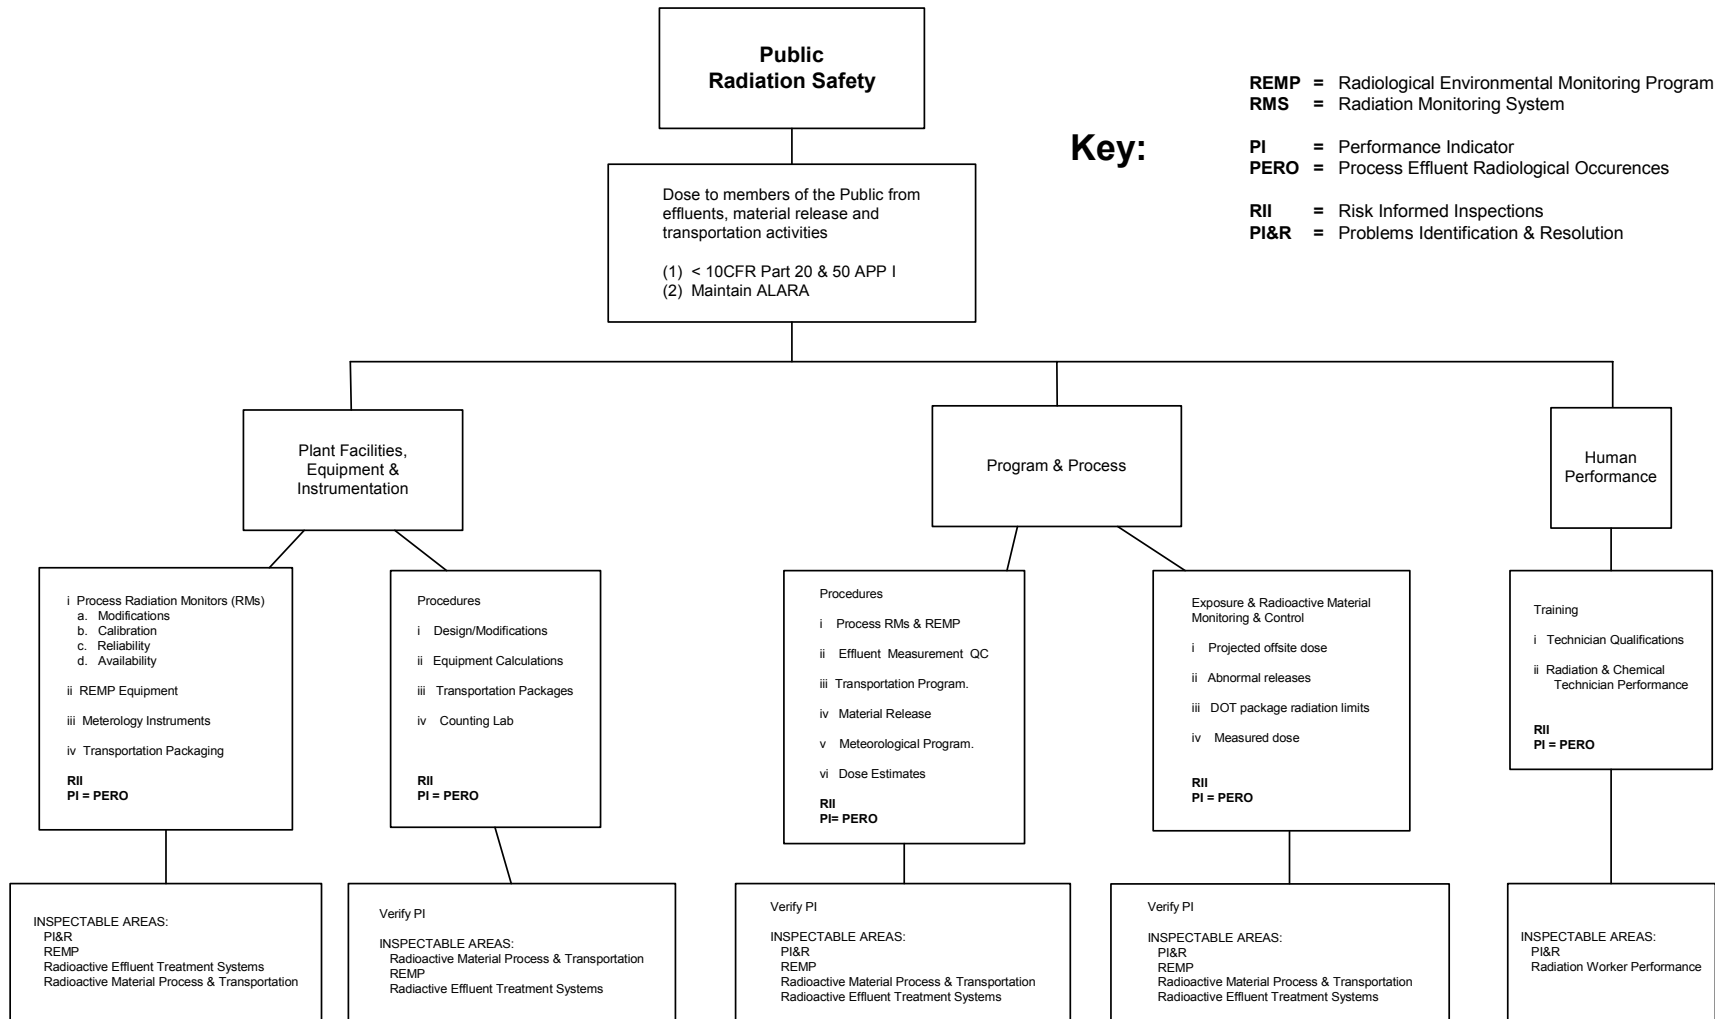 Public
Radiation Safety
REMP = Radiological Environmental Monitoring Program
RMS = Radiation Monitoring System
Key:
PI = Performance Indicator
PERO = Process Effluent Radiological Occurences
RII = Risk Informed Inspections
PI&R = Problems Identification & Resolution
Dose to members of the Public from
effluents, material release and
transportation activities
(1) < 10CFR Part 20 & 50 APP I
(2) Maintain ALARA
Plant Facilities,
Equipment &
Instrumentation
Program & Process
Human
Performance
i Process Radiation Monitors (RMs)
a. Modifications
b. Calibration
c. Reliability
d. Availability
ii REMP Equipment
iii Meterology Instruments
iv Transportation Packaging
RII
PI = PERO
Procedures
i Design/Modifications
ii Equipment Calculations
iii Transportation Packages
iv Counting Lab
RII
PI = PERO
Procedures
i Process RMs & REMP
ii Effluent Measurement QC
iii Transportation Program.
iv Material Release
v Meteorological Program.
vi Dose Estimates
RII
PI= PERO
Exposure & Radioactive Material
Monitoring & Control
i Projected offsite dose
ii Abnormal releases
iii DOT package radiation limits
iv Measured dose
RII
PI = PERO
Training
i Technician Qualifications
ii Radiation & Chemical
Technician Performance
RII
PI = PERO
INSPECTABLE AREAS:
PI&R
REMP
Radioactive Effluent Treatment Systems
Radioactive Material Process & Transportation
Verify PI
INSPECTABLE AREAS:
Radioactive Material Process & Transportation
REMP
Radiactive Effluent Treatment Systems
Verify PI
INSPECTABLE AREAS:
PI&R
REMP
Radioactive Material Process & Transportation
Radioactive Effluent Treatment Systems
Verify PI
INSPECTABLE AREAS:
PI&R
REMP
Radioactive Material Process & Transportation
Radioactive Effluent Treatment Systems
INSPECTABLE AREAS:
PI&R
Radiation Worker Performance